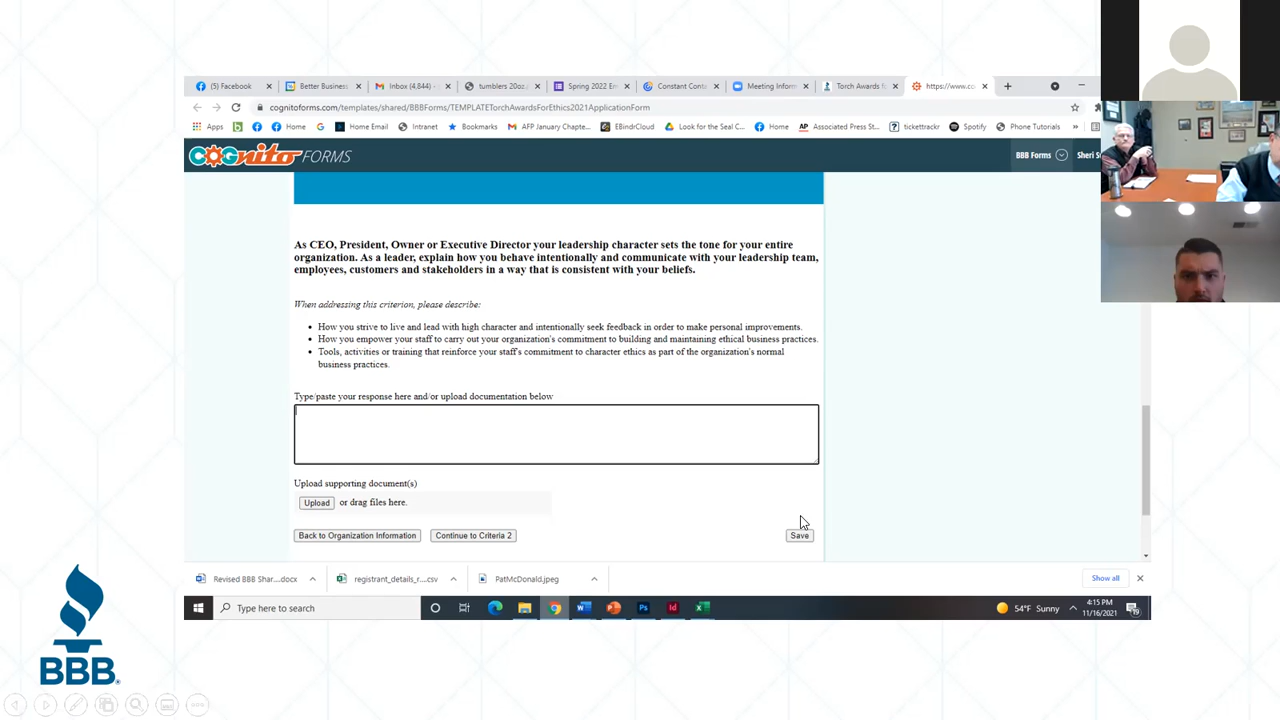 (5) Facebook
Better Business
Inbox (4,844)
tumblers 20oz.
Spring 2022 Em
Constant Conta
Meeting Inform
Torch Awards f
https://www.co
cognitoforms.com/templates/shared/BBBForms/TEMPLATETorchAwardsForEthics2021ApplicationForm
Apps
Home
Home Email
Intranet
Bookmarks
AFP January Chapte...
EBindrCloud
Look for the Seal C...
Home
AP Associated Press St...
tickettrackr
Spotify
Phone Tutorials
»
COGNITO FORMS
BBB Forms
Sheri S
As CEO, President, Owner or Executive Director your leadership character sets the tone for your entire
organization. As a leader, explain how you behave intentionally and communicate with your leadership team,
employees, customers and stakeholders in a way that is consistent with your beliefs.
When addressing this criterion, please describe:
• How you strive to live and lead with high character and intentionally seek feedback in order to make personal improvements.
• How you empower your staff to carry out your organization's commitment to building and maintaining ethical business practices.
• Tools, activities or training that reinforce your staff's commitment to character ethics as part of the organization's normal
business practices.
Type/paste your response here and/or upload documentation below
Upload supporting document(s)
Upload or drag files here.
Back to Organization Information
Continue to Criteria 2
Save
Revised BBB Shar....docx
registrant_details_r....csv
PatMcDonald.jpeg
Show all
Type here to search
54°F Sunny
4:15 PM
11/16/2021
19
BBB